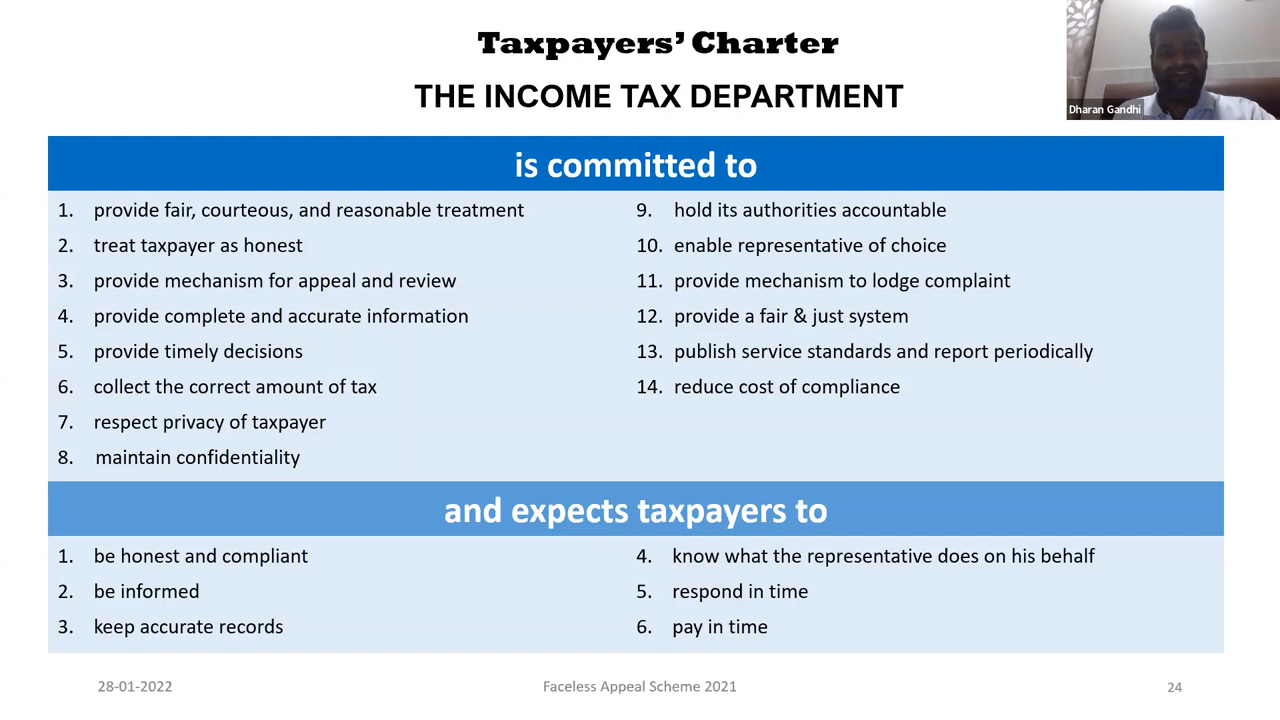 Taxpayers' Charter
THE INCOME TAX DEPARTMENT
Dharan Gandhi
is committed to
1. provide fair, courteous, and reasonable treatment
2. treat taxpayer as honest
3. provide mechanism for appeal and review
4. provide complete and accurate information
5. provide timely decisions
6. collect the correct amount of tax
7. respect privacy of taxpayer
8. maintain confidentiality
9. hold its authorities accountable
10. enable representative of choice
11. provide mechanism to lodge complaint
12. provide a fair & just system
13. publish service standards and report periodically
14. reduce cost of compliance
and expects taxpayers to
1. be honest and compliant
2. be informed
3. keep accurate records
4. know what the representative does on his behalf
5. respond in time
6. pay in time
28-01-2022
Faceless Appeal Scheme 2021
24